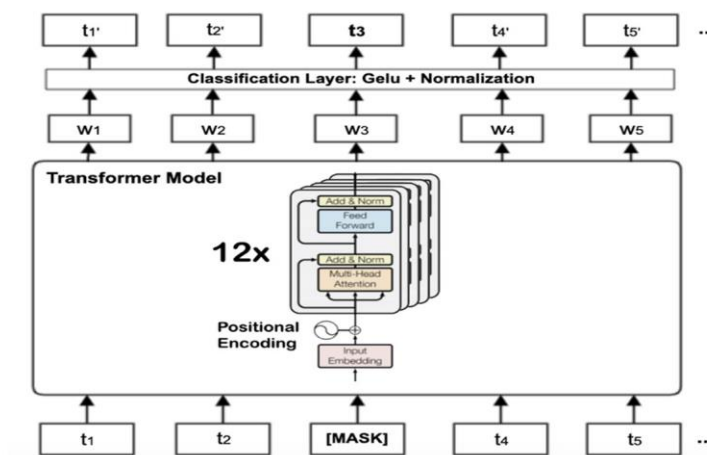 t1' t2' t3 t4' t5' ..
Classification Layer: Gelu + Normalization
W1 W2 W3 W4 W5
Transformer Model
Add & Norm
Feed
Forward
12x
Add & Norm
Multi-Head
Attention
Positional
Encoding
Input
Embedding
t1 t2 [MASK] t4 t5 ..